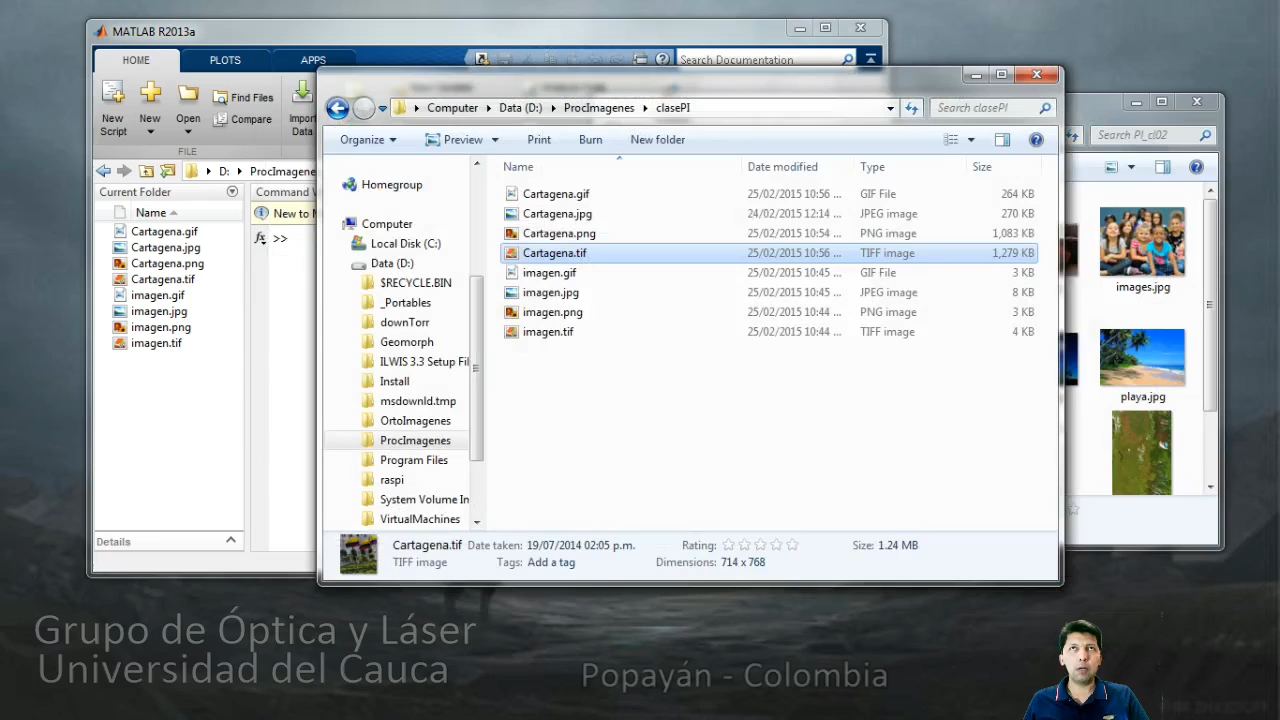 MATLAB R2013a
HOME
PLOTS
APPS
Search Documentation
New
Script
New
Open
Find Files
Compare
Import
Data
FILE
D:
ProcImagene
Current Folder
Command
Name
New to
Cartagena.gif
Cartagena.jpg
Cartagena.png
Cartagena.tif
imagen.gif
imagen.jpg
imagen.png
imagen.tif
fx >>
Details
Computer
Data (D:)
ProcImagenes
clasePI
Search clasePI
Organize
Preview
Print
Burn
New folder
Homegroup
Computer
Local Disk (C:)
Data (D:)
$RECYCLE.BIN
_Portables
downTorr
Geomorph
ILWIS 3.3 Setup Fil
Install
msdownld.tmp
OrtoImagenes
ProcImagenes
Program Files
raspi
System Volume In
VirtualMachines
Name Date modified Type Size
Cartagena.gif 25/02/2015 10:56 ... GIF File 264 KB
Cartagena.jpg 24/02/2015 12:14 ... JPEG image 270 KB
Cartagena.png 25/02/2015 10:54 ... PNG image 1,083 KB
Cartagena.tif 25/02/2015 10:56 ... TIFF image 1,279 KB
imagen.gif 25/02/2015 10:45 ... GIF File 3 KB
imagen.jpg 25/02/2015 10:45 ... JPEG image 8 KB
imagen.png 25/02/2015 10:44 ... PNG image 3 KB
imagen.tif 25/02/2015 10:44 ... TIFF image 4 KB
Cartagena.tif Date taken: 19/07/2014 02:05 p.m. Rating: Size: 1.24 MB
TIFF image Tags: Add a tag Dimensions: 714 x 768
Search PI_cl02
images.jpg
playa.jpg
Grupo de Óptica y Láser
Universidad del Cauca
Popayán - Colombia